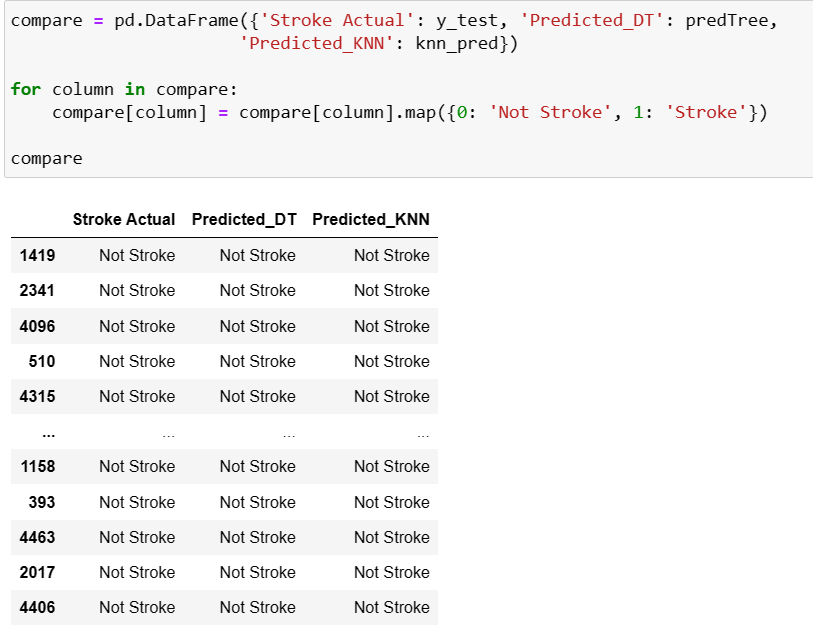 compare = pd.DataFrame({'Stroke Actual': y_test, 'Predicted_DT': predTree,
'Predicted_KNN': knn_pred})
for column in compare:
compare[column] = compare[column].map({0: 'Not Stroke', 1: 'Stroke'})
compare
Stroke Actual Predicted_DT Predicted_KNN
1419 Not Stroke Not Stroke Not Stroke
2341 Not Stroke Not Stroke Not Stroke
4096 Not Stroke Not Stroke Not Stroke
510 Not Stroke Not Stroke Not Stroke
4315 Not Stroke Not Stroke Not Stroke
... ... ... ...
1158 Not Stroke Not Stroke Not Stroke
393 Not Stroke Not Stroke Not Stroke
4463 Not Stroke Not Stroke Not Stroke
2017 Not Stroke Not Stroke Not Stroke
4406 Not Stroke Not Stroke Not Stroke